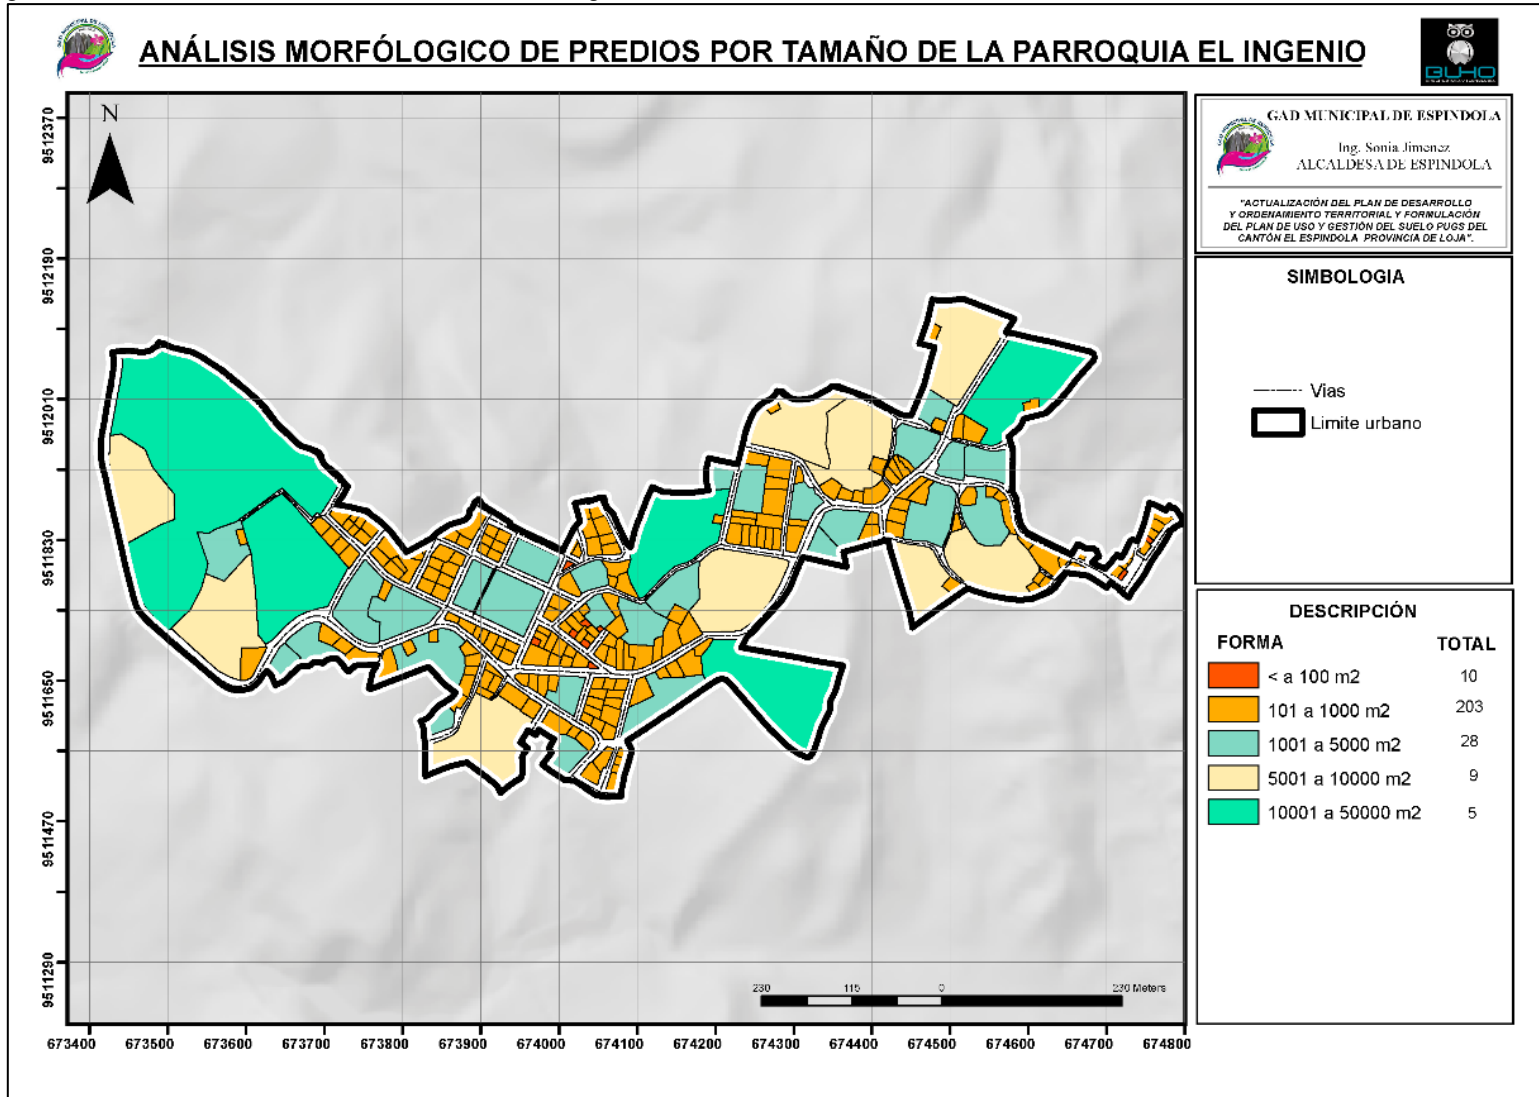 ANÁLISIS MORFÓLOGICO DE PREDIOS POR TAMAÑO DE LA PARROQUIA EL INGENIO
BUHO
GAD MUNICIPAL DE ESPINDOLA
Ing. Sonia Jimenez
ALCALDESA DE ESPINDOLA
"ACTUALIZACIÓN DEL PLAN DE DESARROLLO
Y ORDENAMIENTO TERRITORIAL Y FORMULACIÓN
DEL PLAN DE USO Y GESTIÓN DEL SUELO PUGS DEL
CANTÓN EL ESPINDOLA PROVINCIA DE LOJA".
SIMBOLOGIA
Vias
Limite urbano
DESCRIPCIÓN
FORMA TOTAL
< a 100 m2 10
101 a 1000 m2 203
1001 a 5000 m2 28
5001 a 10000 m2 9
10001 a 50000 m2 5
N
9512370
9512190
9512010
9511830
9511650
9511470
9511290
230 115 0 230 Meters
673400 673500 673600 673700 673800 673900 674000 674100 674200 674300 674400 674500 674600 674700 674800